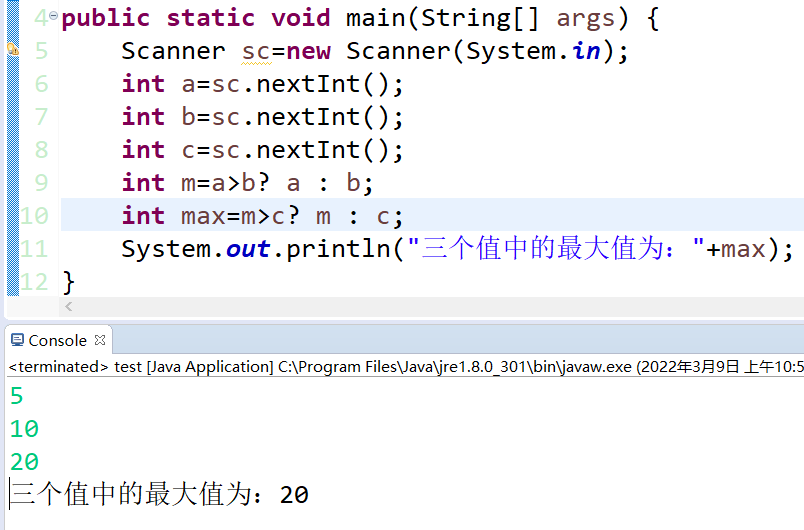 4 public static void main(String[] args) {
5 Scanner sc=new Scanner(System.in);
6 int a=sc.nextInt();
7 int b=sc.nextInt();
8 int c=sc.nextInt();
9 int m=a>b? a : b;
10 int max=m>c? m : c;
11 System.out.println("三个值中的最大值为："+max);
12 }
Console
<terminated> test [Java Application] C:\Program Files\Java\jre1.8.0_301\bin\javaw.exe (2022年3月9日 上午10:5
5
10
20
三个值中的最大值为：20